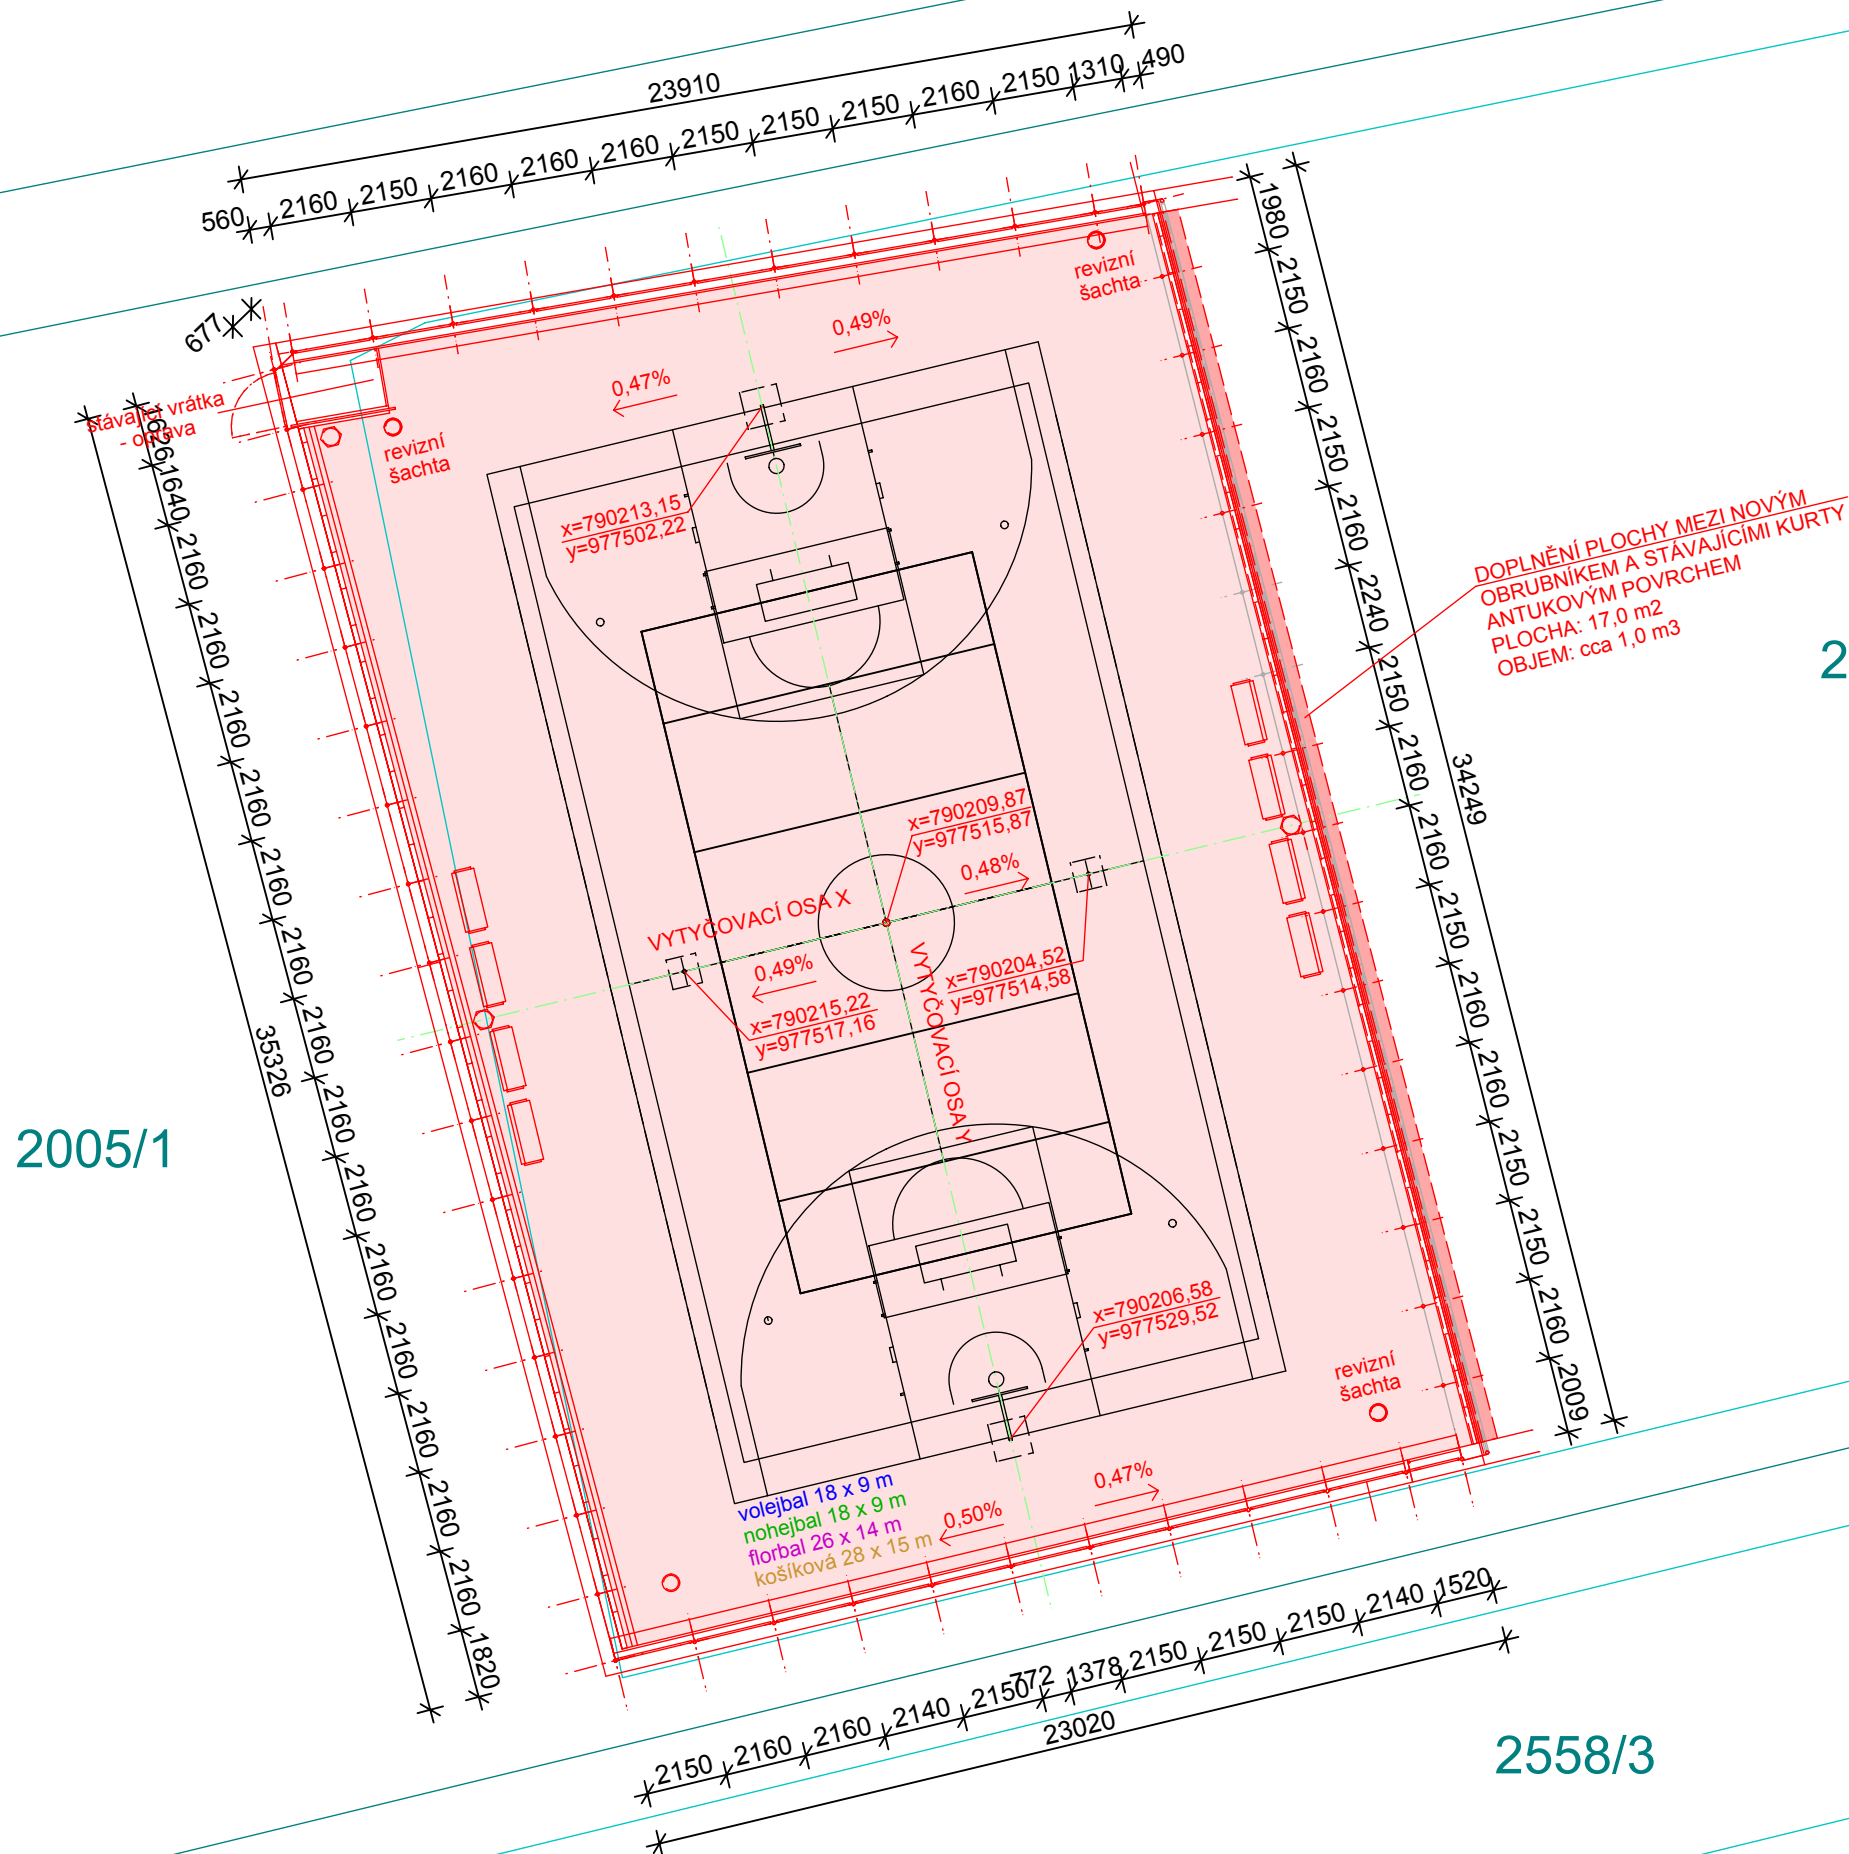 23910
560
2160
2150
2160
2160
2160
2150
2150
2150
2160
2150
1310
490
677
stávající vrátka
- oprava
revizní
šachta
revizní
šachta
0,49%
0,47%
x=790213,15
y=977502,22
1980
2150
2160
2150
2160
2240
2150
2160
2160
2150
2160
2160
2150
2150
2160
2009
34249
DOPLNĚNÍ PLOCHY MEZI NOVÝM
OBRUBNÍKEM A STÁVAJÍCÍMI KURTY
ANTUKOVÝM POVRCHEM
PLOCHA: 17,0 m2
OBJEM: cca 1,0 m3
2
1626
1640
2160
2160
2160
2160
2160
2160
2160
2160
2160
2160
2160
2160
2160
2160
1820
35326
x=790209,87
y=977515,87
0,48%
VYTYČOVACÍ OSA X
0,49%
x=790215,22
y=977517,16
VYTYČOVACÍ OSA Y
x=790204,52
y=977514,58
2005/1
x=790206,58
y=977529,52
revizní
šachta
0,47%
0,50%
volejbal 18 x 9 m
nohejbal 18 x 9 m
florbal 26 x 14 m
košíková 28 x 15 m
2150
2160
2160
2140
2150
772
1378
2150
2150
2150
2140
1520
23020
2558/3